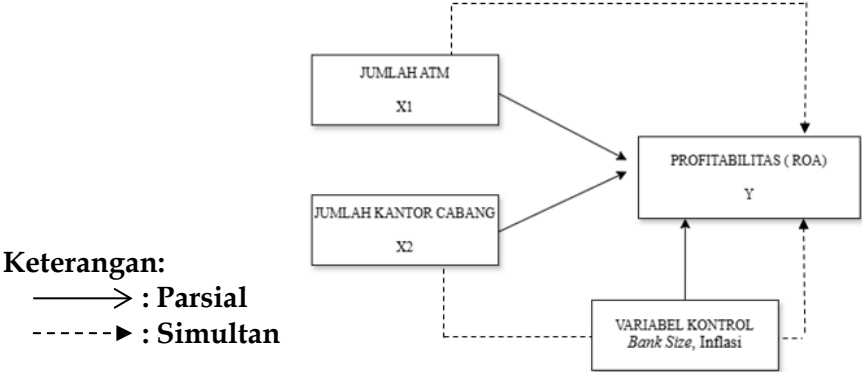 JUMLAH ATM
X1
PROFITABILITAS ( ROA)
Y
JUMLAH KANTOR CABANG
X2
VARIABEL KONTROL
Bank Size, Inflasi
Keterangan:
: Parsial
: Simultan